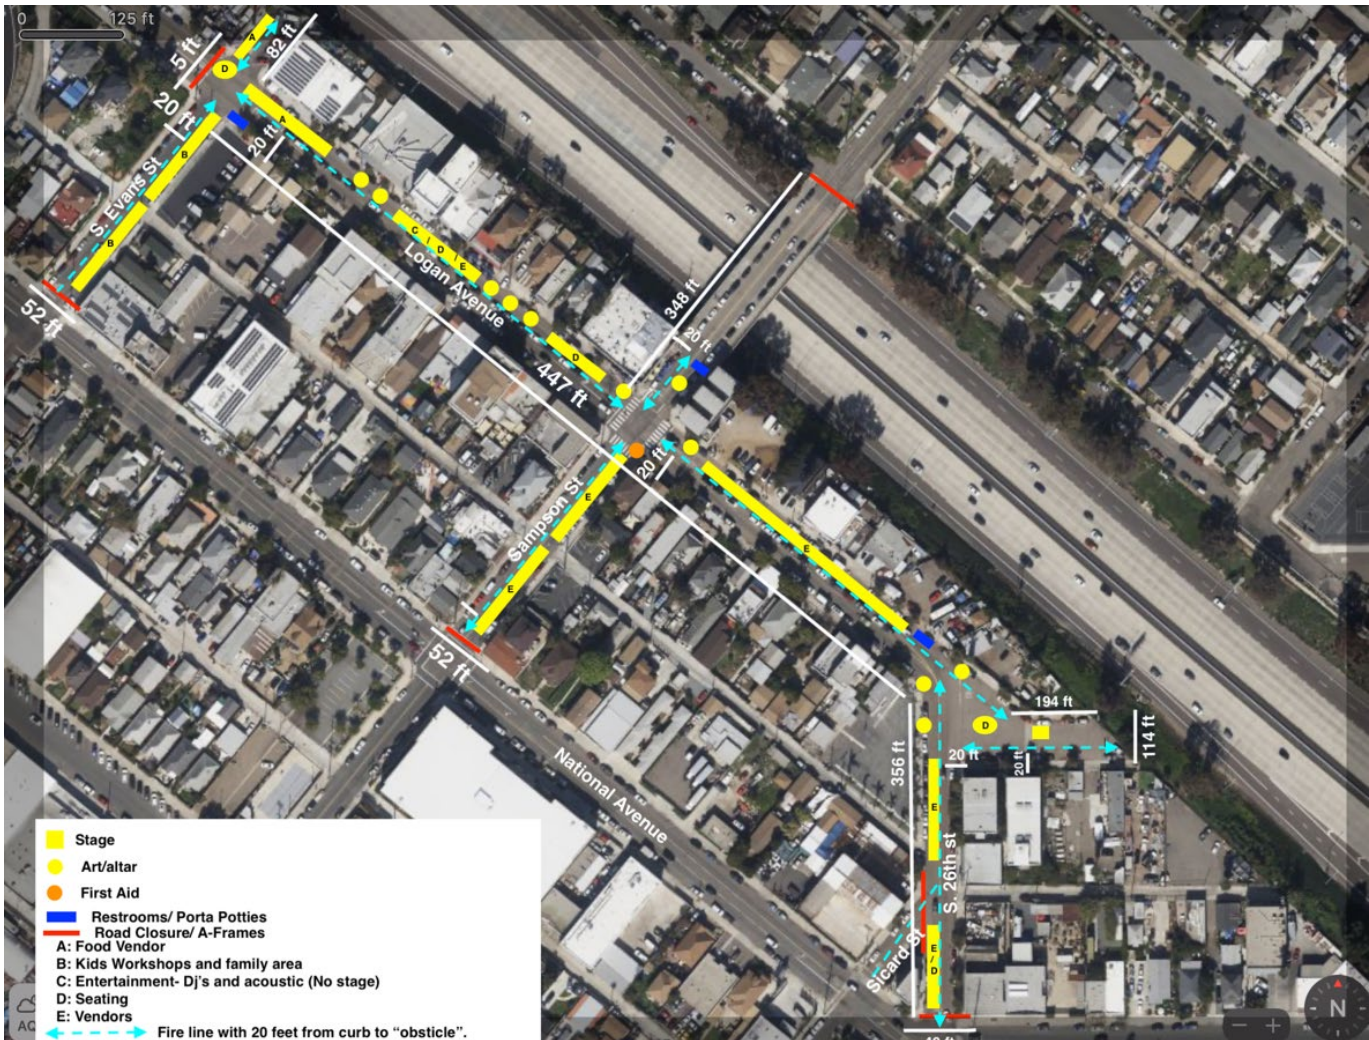 0 125 ft
A
82 ft
5 ft
D
20 ft
A
20 ft
B
S. Evans St
B
52 ft
C / D / E
Logan Avenue
D
447 ft
348 ft
20 ft
20 ft
E
Sampson St
E
52 ft
E
National Avenue
194 ft
D
114 ft
20 ft
20 ft
356 ft
E
S. 26th st
Sicard St
E / D
Stage
Art/altar
First Aid
Restrooms/ Porta Potties
Road Closure/ A-Frames
A: Food Vendor
B: Kids Workshops and family area
C: Entertainment- Dj's and acoustic (No stage)
D: Seating
E: Vendors
Fire line with 20 feet from curb to “obsticle”.
N